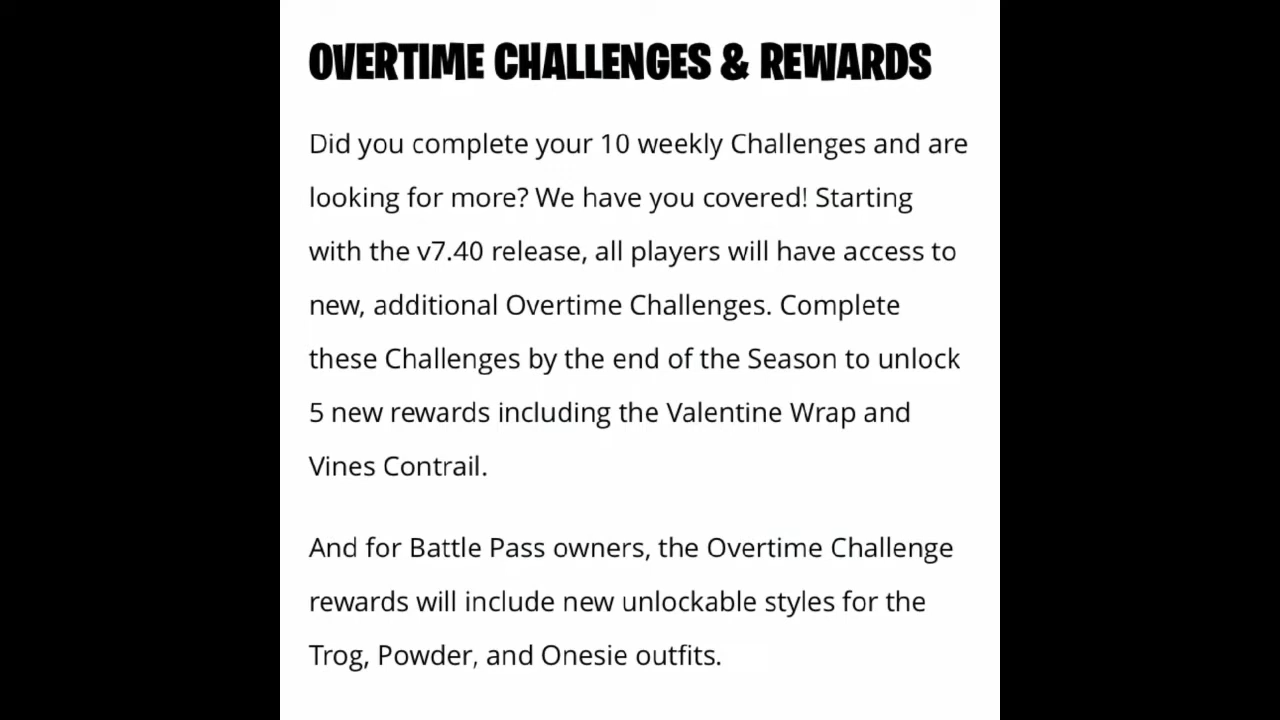 OVERTIME CHALLENGES & REWARDS
Did you complete your 10 weekly Challenges and are
looking for more? We have you covered! Starting
with the v7.40 release, all players will have access to
new, additional Overtime Challenges. Complete
these Challenges by the end of the Season to unlock
5 new rewards including the Valentine Wrap and
Vines Contrail.
And for Battle Pass owners, the Overtime Challenge
rewards will include new unlockable styles for the
Trog, Powder, and Onesie outfits.